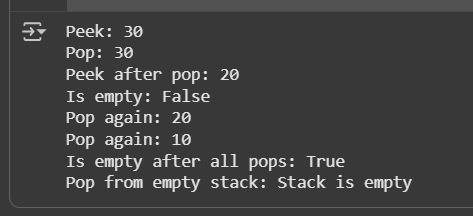 Peek: 30
Pop: 30
Peek after pop: 20
Is empty: False
Pop again: 20
Pop again: 10
Is empty after all pops: True
Pop from empty stack: Stack is empty